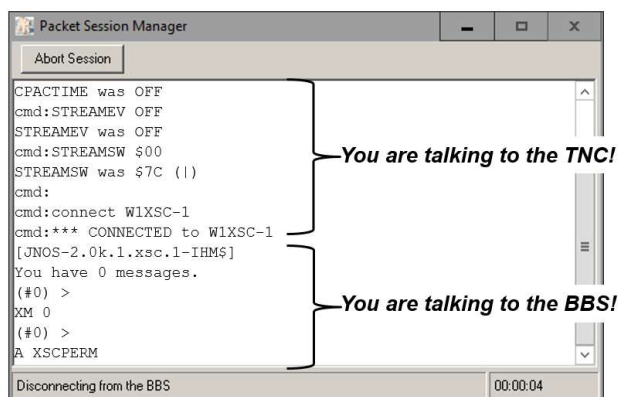 Packet Session Manager
Abort Session
CPACTIME was OFF
cmd:STREAMEV OFF
STREAMEV was OFF
cmd:STREAMSW $00
STREAMSW was $7C (|)
cmd:
cmd:connect W1XSC-1
cmd:*** CONNECTED to W1XSC-1
You are talking to the TNC!
[JNOS-2.0k.1.xsc.1-IHM$]
You have 0 messages.
(#0) >
XM 0
(#0) >
A XSCPERM
You are talking to the BBS!
Disconnecting from the BBS
00:00:04